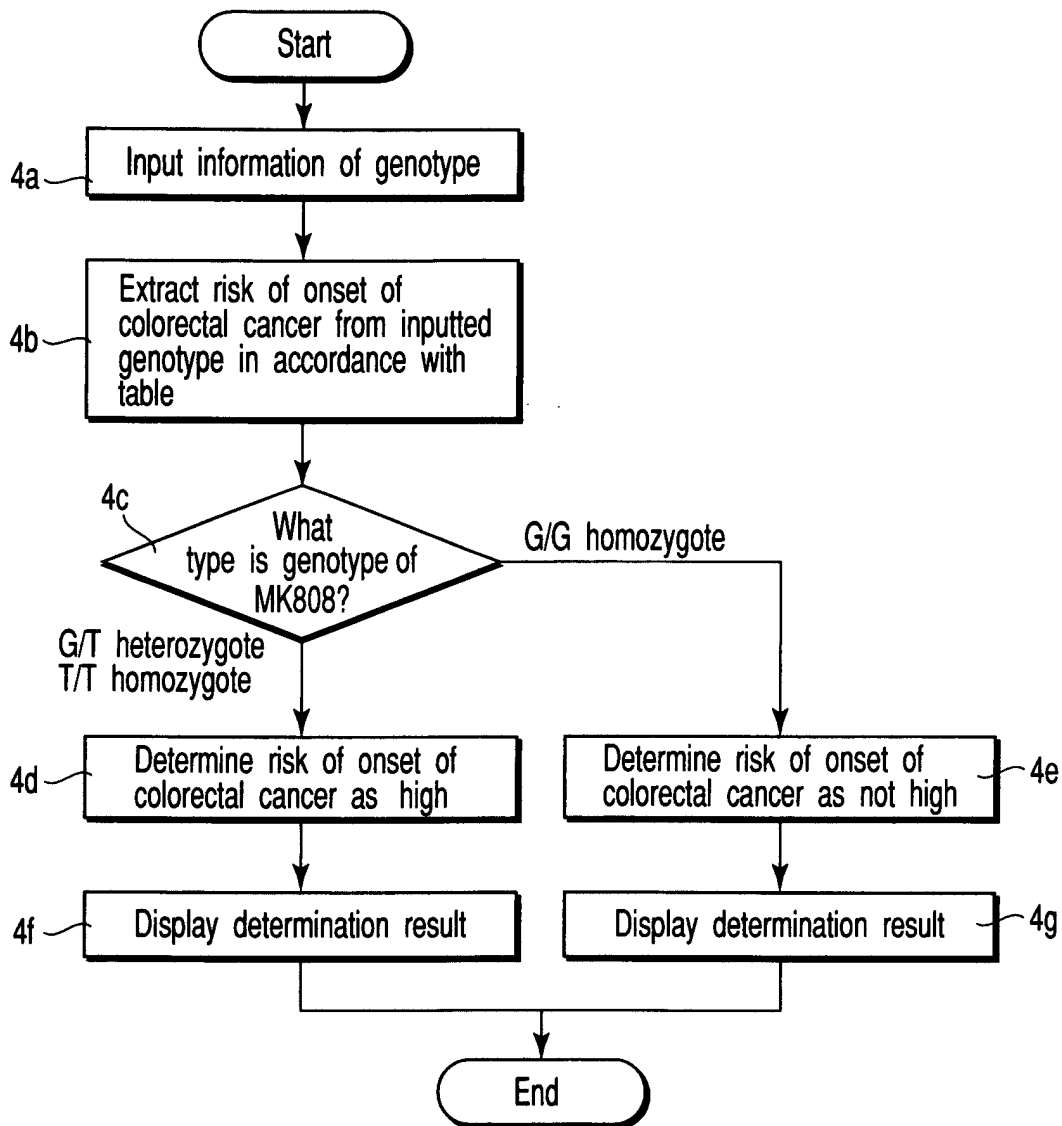 Start
4a
Input information of genotype
4b
Extract risk of onset of
colorectal cancer from inputted
genotype in accordance with
table
4c
What
type is genotype of
MK808?
G/G homozygote
G/T heterozygote
T/T homozygote
4d
Determine risk of onset of
colorectal cancer as high
Determine risk of onset of
colorectal cancer as not high
4e
4f
Display determination result
Display determination result
4g
End